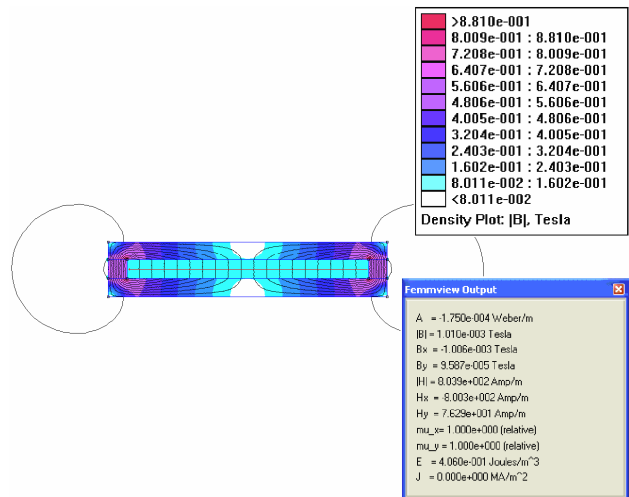 >8.810e-001
8.009e-001 : 8.810e-001
7.208e-001 : 8.009e-001
6.407e-001 : 7.208e-001
5.606e-001 : 6.407e-001
4.806e-001 : 5.606e-001
4.005e-001 : 4.806e-001
3.204e-001 : 4.005e-001
2.403e-001 : 3.204e-001
1.602e-001 : 2.403e-001
8.011e-002 : 1.602e-001
<8.011e-002
Density Plot: |B|, Tesla
Femmview Output
A = -1.750e-004 Weber/m
|B| = 1.010e-003 Tesla
Bx = -1.006e-003 Tesla
By = 9.587e-005 Tesla
|H| = 8.039e+002 Amp/m
Hx = -8.003e+002 Amp/m
Hy = 7.629e+001 Amp/m
mu_x= 1.000e+000 (relative)
mu_y = 1.000e+000 (relative)
E = 4.060e-001 Joules/m^3
J = 0.000e+000 MA/m^2